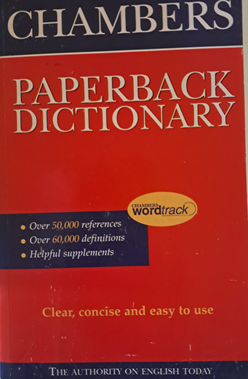 CHAMBERS
PAPERBACK
DICTIONARY
CHAMBERS
wordtrack
Over 50,000 references
Over 60,000 definitions
Helpful supplements
Clear, concise and easy to use
THE AUTHORITY ON ENGLISH TODAY